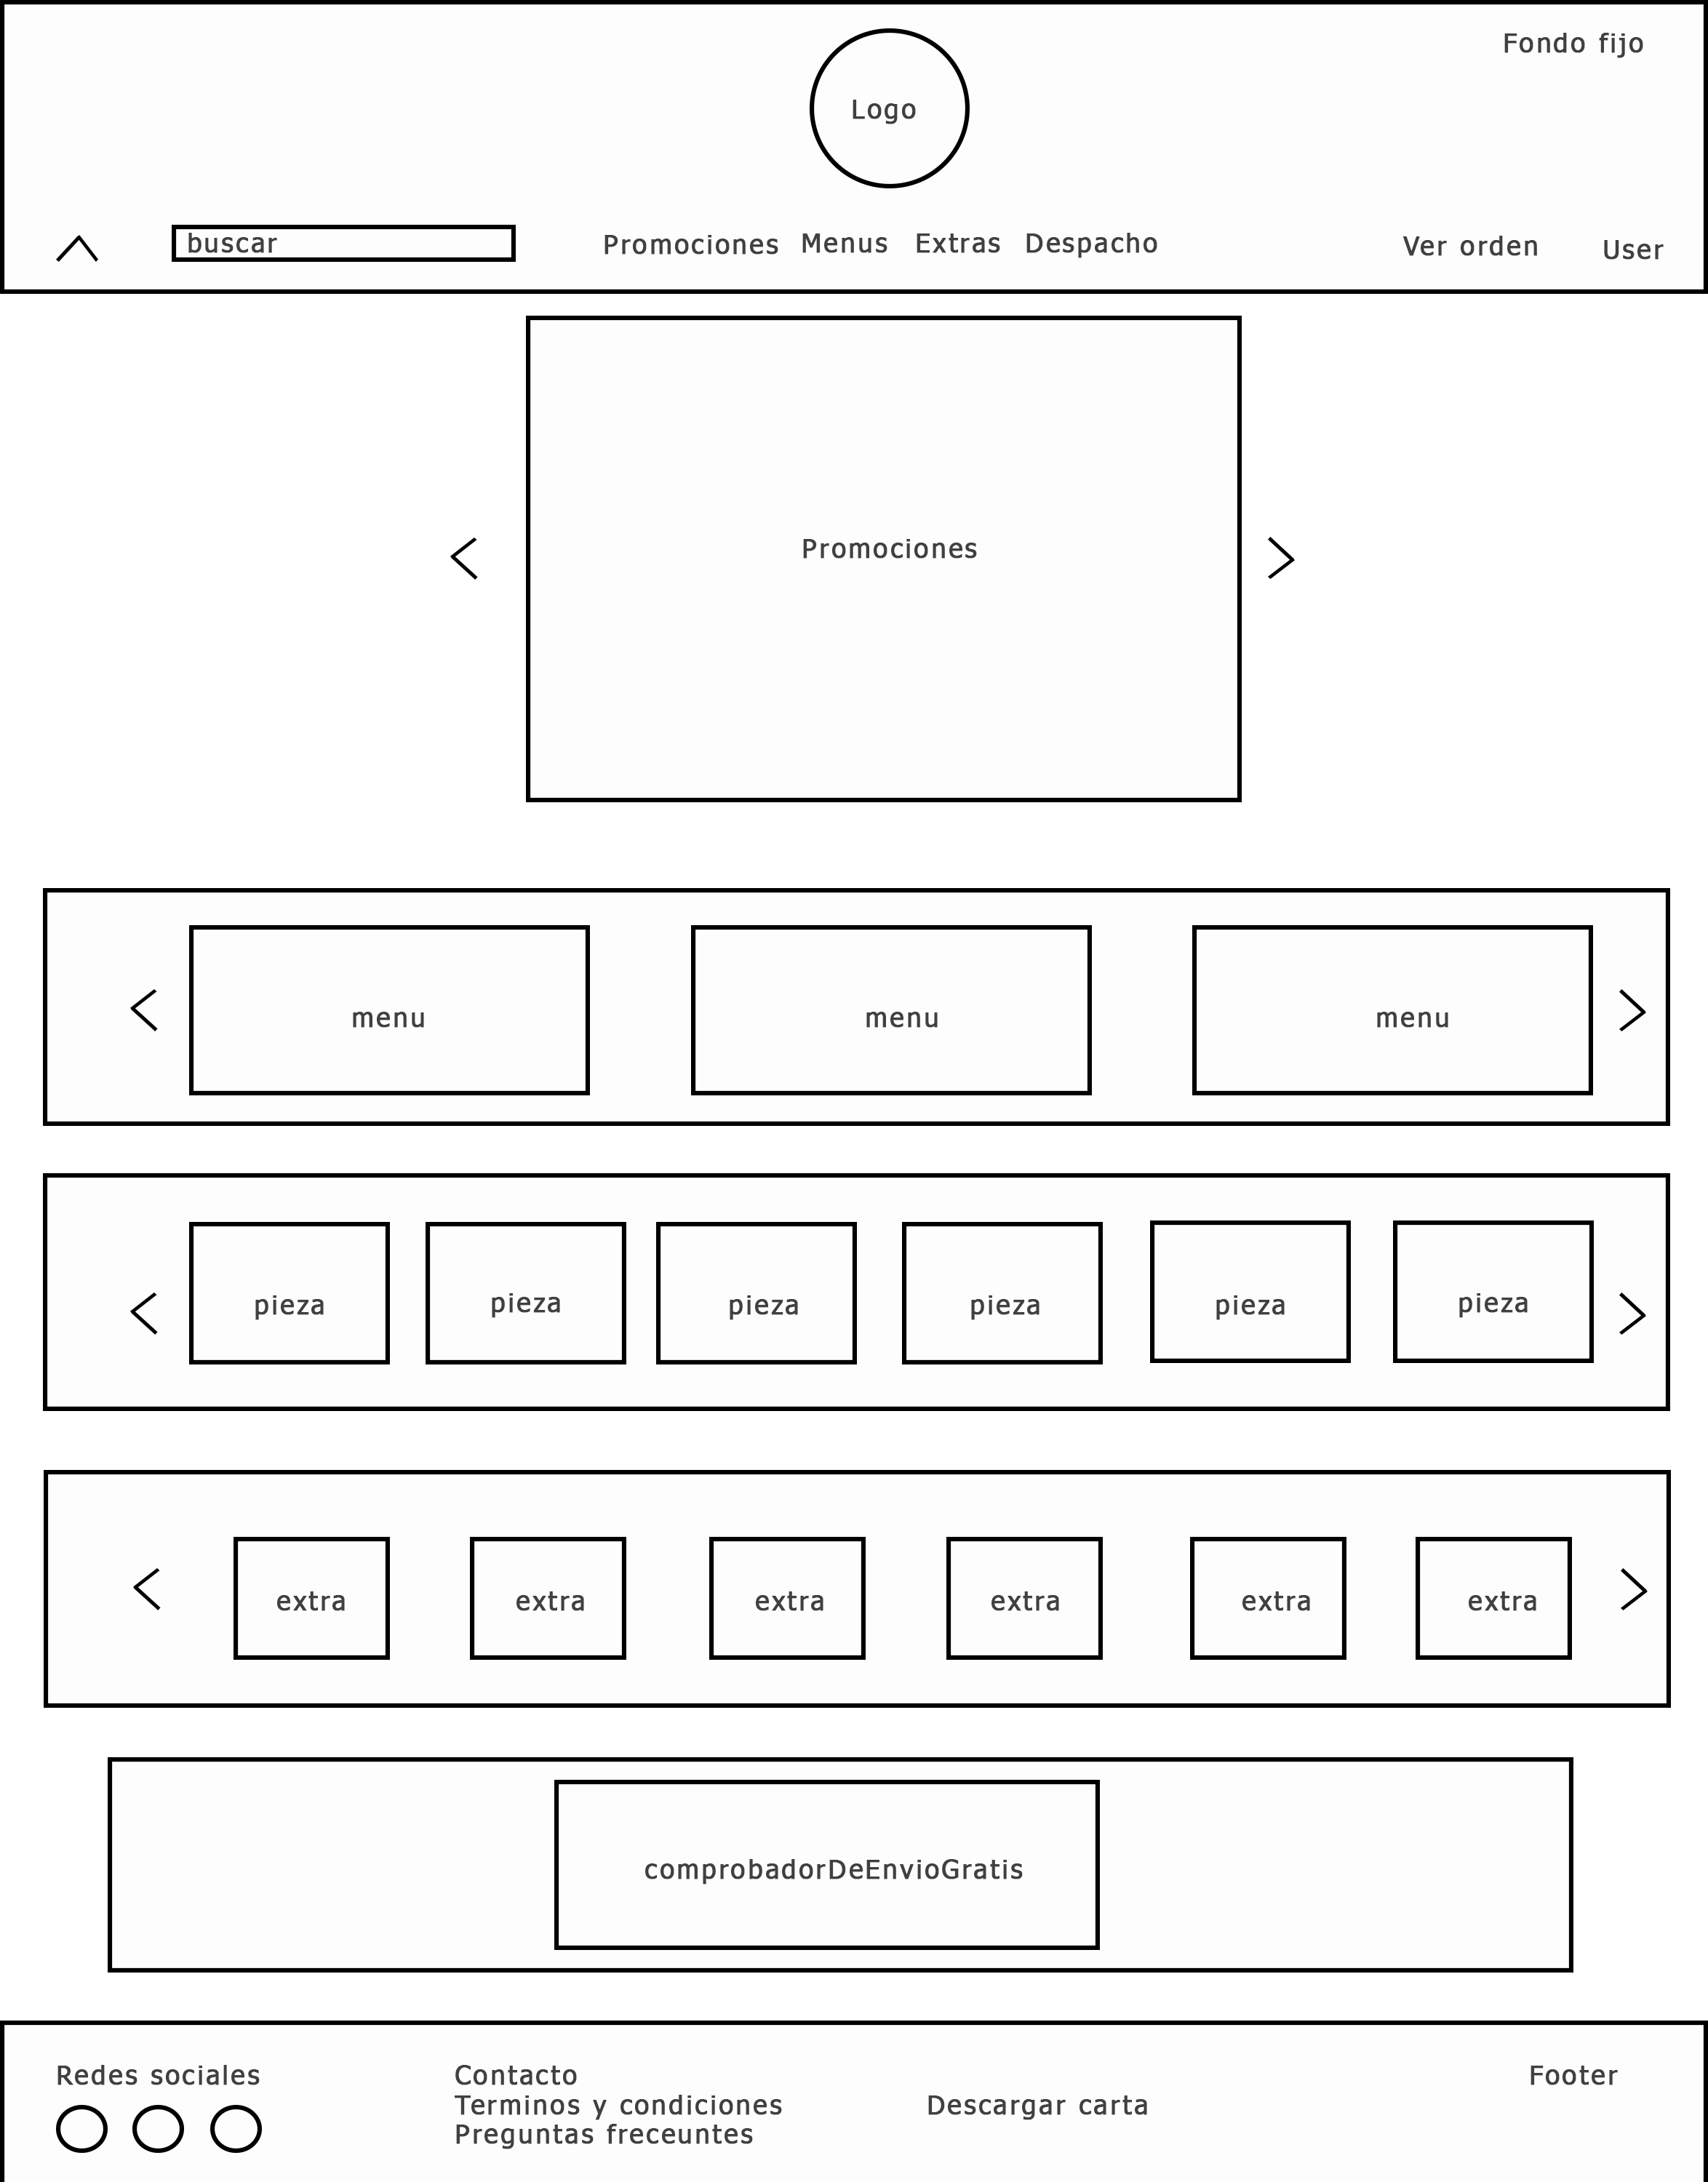 Fondo fijo
Logo
buscar
Promociones Menus Extras Despacho
Ver orden
User
Promociones
menu
menu
menu
pieza
pieza
pieza
pieza
pieza
pieza
extra
extra
extra
extra
extra
extra
comprobadorDeEnvioGratis
Redes sociales
Contacto
Terminos y condiciones
Preguntas freceuntes
Descargar carta
Footer